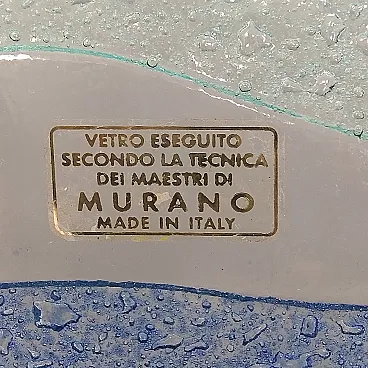 VETRO ESEGUITO
SECONDO LA TECNICA
DEI MAESTRI DI
MURANO
MADE IN ITALY